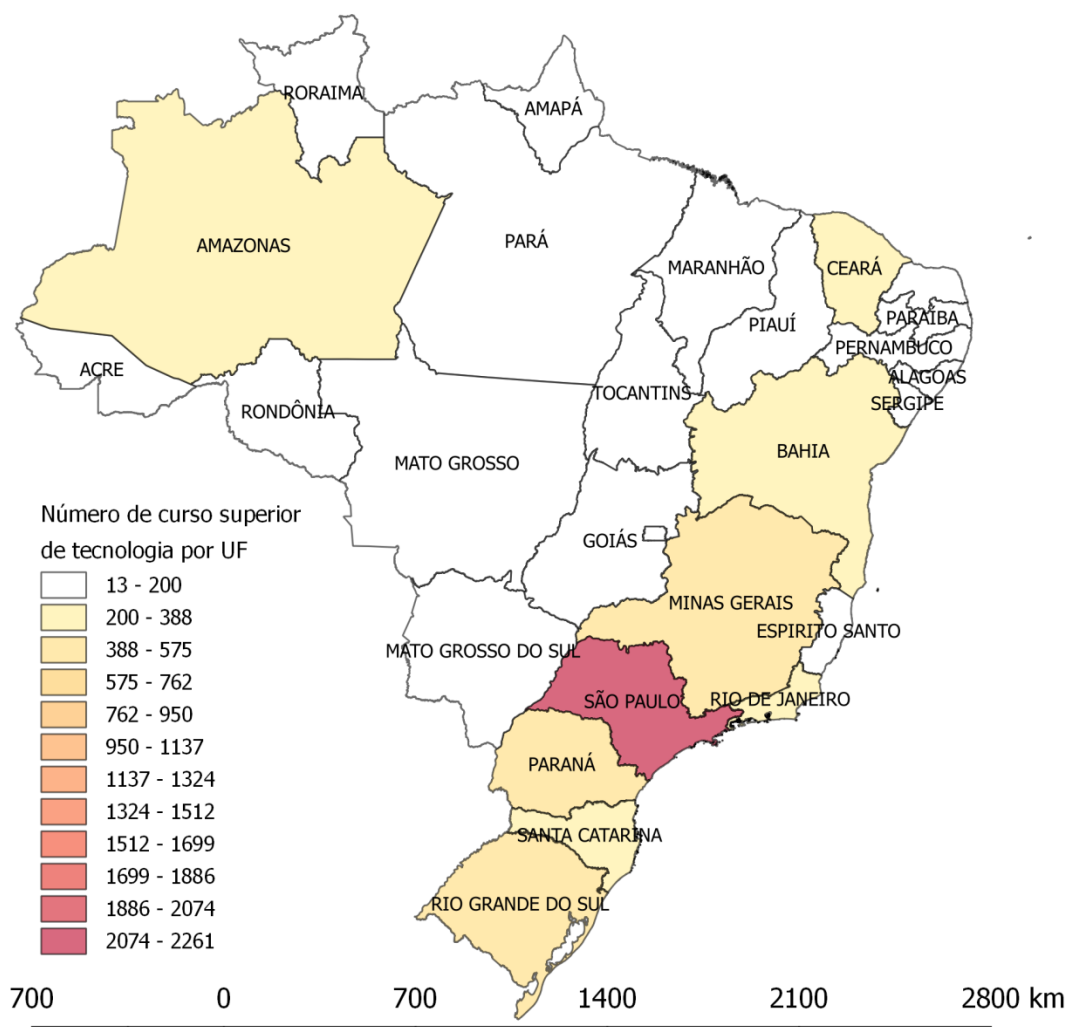 RORAIMA
AMAPÁ
AMAZONAS
PARÁ
MARANHÃO
CEARÁ
PARAÍBA
PIAUÍ
PERNAMBUCO
ACRE
ALAGOAS
TOCANTINS
SERGIPE
RONDÔNIA
BAHIA
MATO GROSSO
GOIÁS
MINAS GERAIS
ESPIRITO SANTO
MATO GROSSO DO SUL
SÃO PAULO
RIO DE JANEIRO
PARANÁ
SANTA CATARINA
RIO GRANDE DO SUL
Número de curso superior
de tecnologia por UF
13 - 200
200 - 388
388 - 575
575 - 762
762 - 950
950 - 1137
1137 - 1324
1324 - 1512
1512 - 1699
1699 - 1886
1886 - 2074
2074 - 2261
700 0 700 1400 2100 2800 km